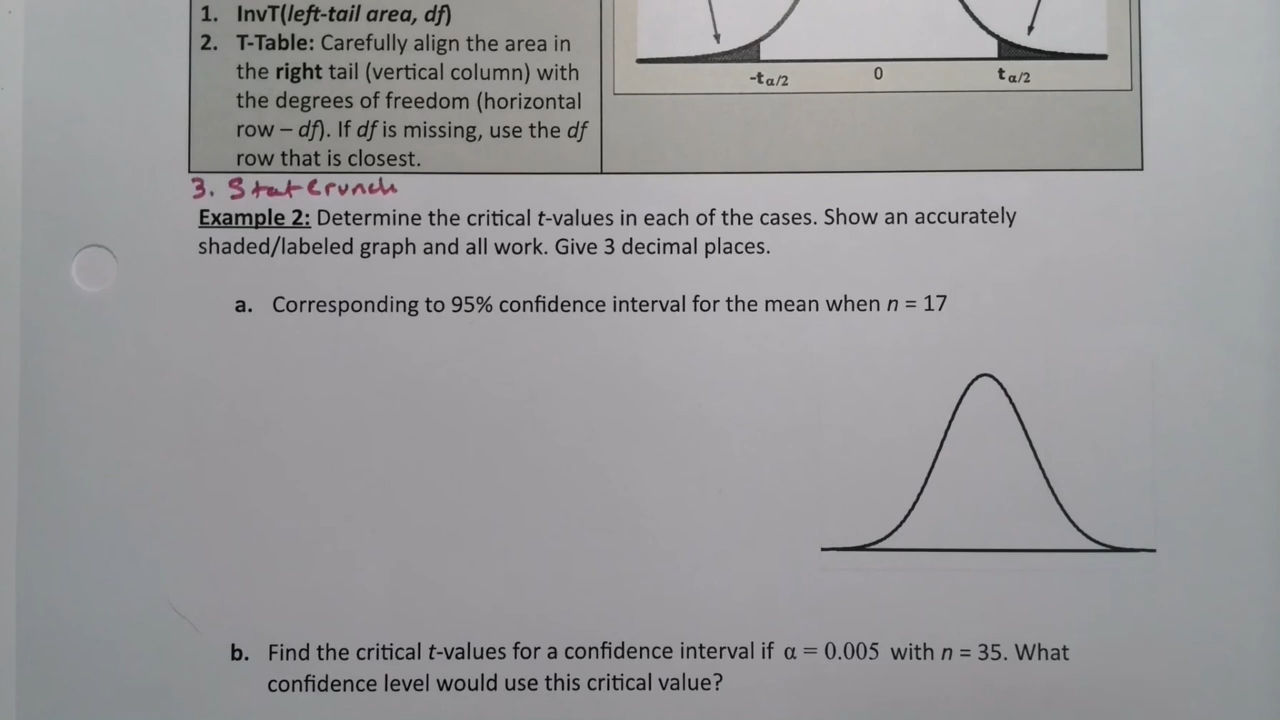 1. InvT(left-tail area, df)
2. T-Table: Carefully align the area in
the right tail (vertical column) with
the degrees of freedom (horizontal
row – df). If df is missing, use the df
row that is closest.
-tα/2 0 tα/2
3. StatCrunch
Example 2: Determine the critical t-values in each of the cases. Show an accurately
shaded/labeled graph and all work. Give 3 decimal places.
a. Corresponding to 95% confidence interval for the mean when n = 17
b. Find the critical t-values for a confidence interval if α = 0.005 with n = 35. What
confidence level would use this critical value?